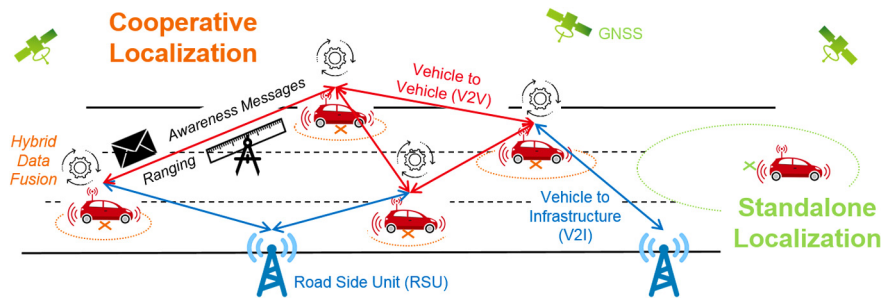 Cooperative
Localization
GNSS
Vehicle to
Vehicle (V2V)
Awareness Messages
Ranging
Hybrid
Data
Fusion
Vehicle to
Infrastructure
(V2I)
Standalone
Localization
Road Side Unit (RSU)